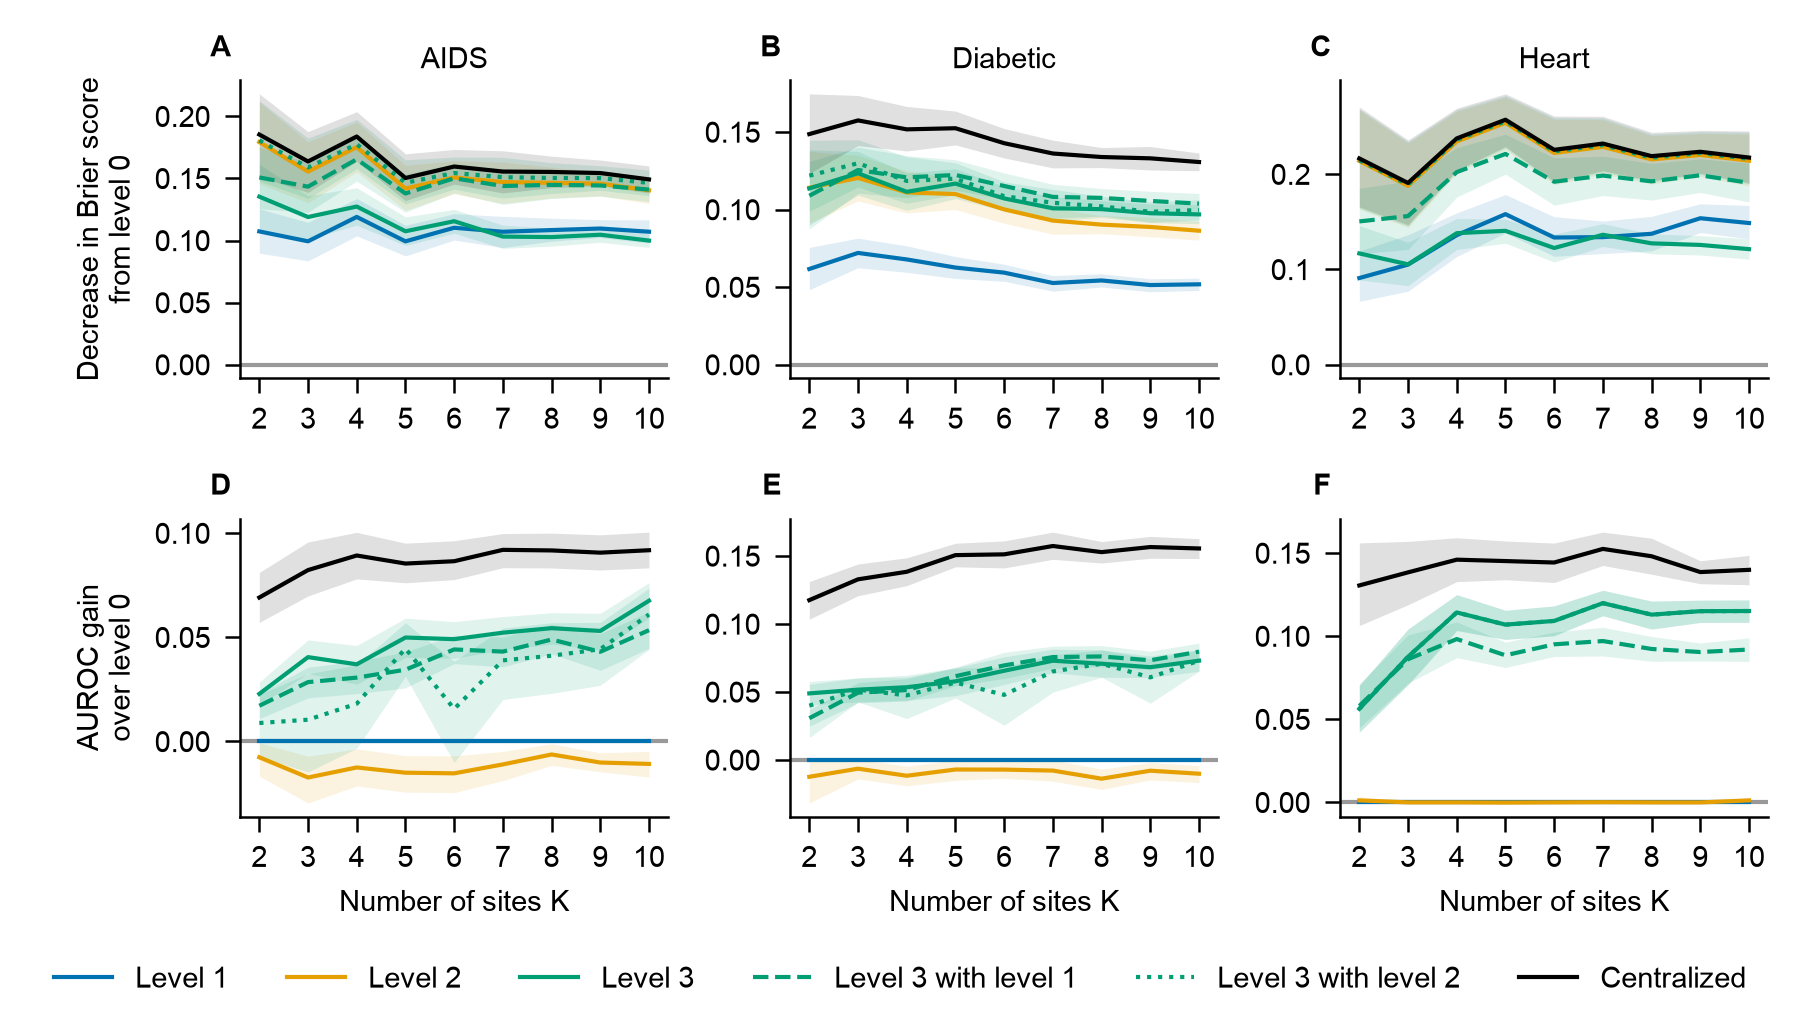 A
AIDS
B
Diabetic
C
Heart
Decrease in Brier score
from level 0
0.20
0.15
0.10
0.05
0.00
2 3 4 5 6 7 8 9 10
0.15
0.10
0.05
0.00
2 3 4 5 6 7 8 9 10
0.2
0.1
0.0
2 3 4 5 6 7 8 9 10
D
E
F
AUROC gain
over level 0
0.10
0.05
0.00
2 3 4 5 6 7 8 9 10
Number of sites K
0.15
0.10
0.05
0.00
2 3 4 5 6 7 8 9 10
Number of sites K
0.15
0.10
0.05
0.00
2 3 4 5 6 7 8 9 10
Number of sites K
Level 1
Level 2
Level 3
Level 3 with level 1
Level 3 with level 2
Centralized